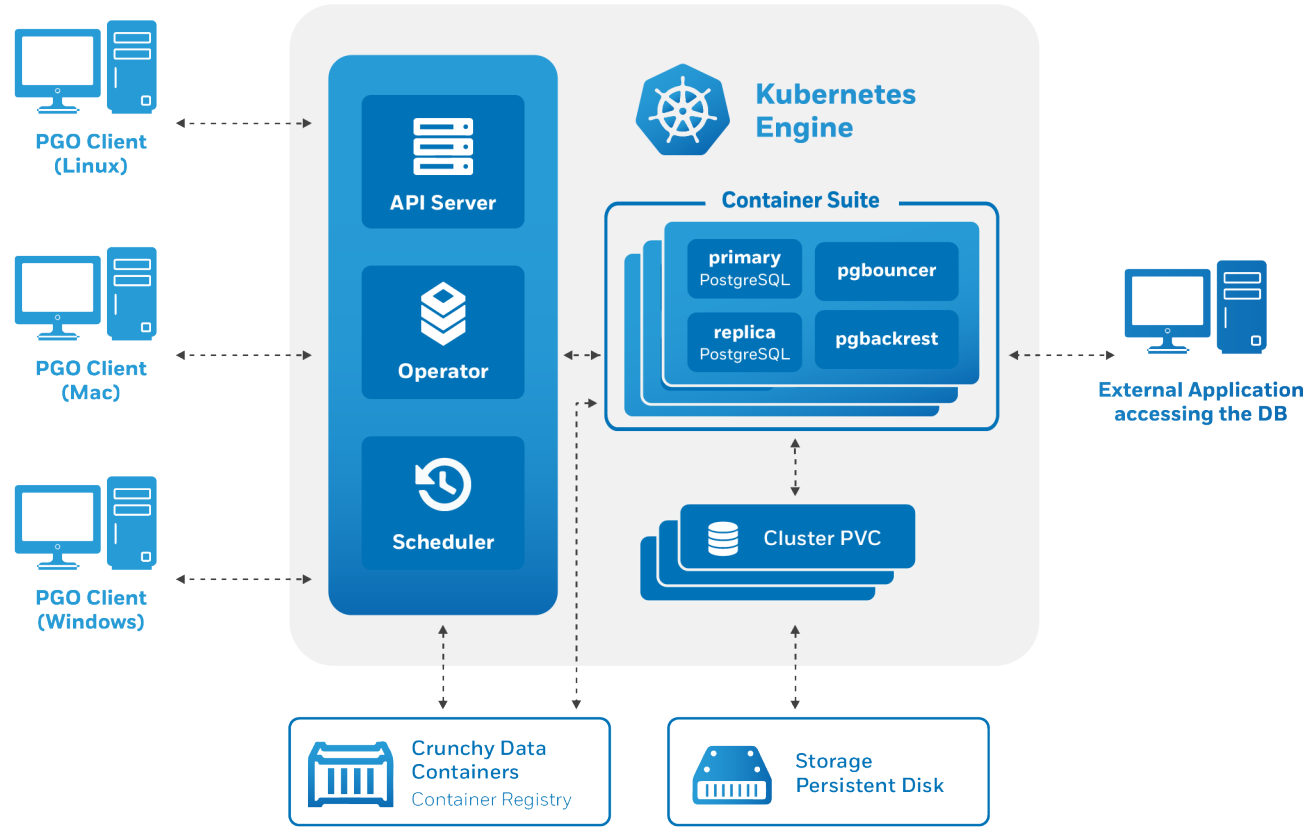 PGO Client
(Linux)
PGO Client
(Mac)
PGO Client
(Windows)
API Server
Operator
Scheduler
Kubernetes
Engine
Container Suite
primary
PostgreSQL
pgbouncer
replica
PostgreSQL
pgbackrest
Cluster PVC
External Application
accessing the DB
Crunchy Data
Containers
Container Registry
Storage
Persistent Disk